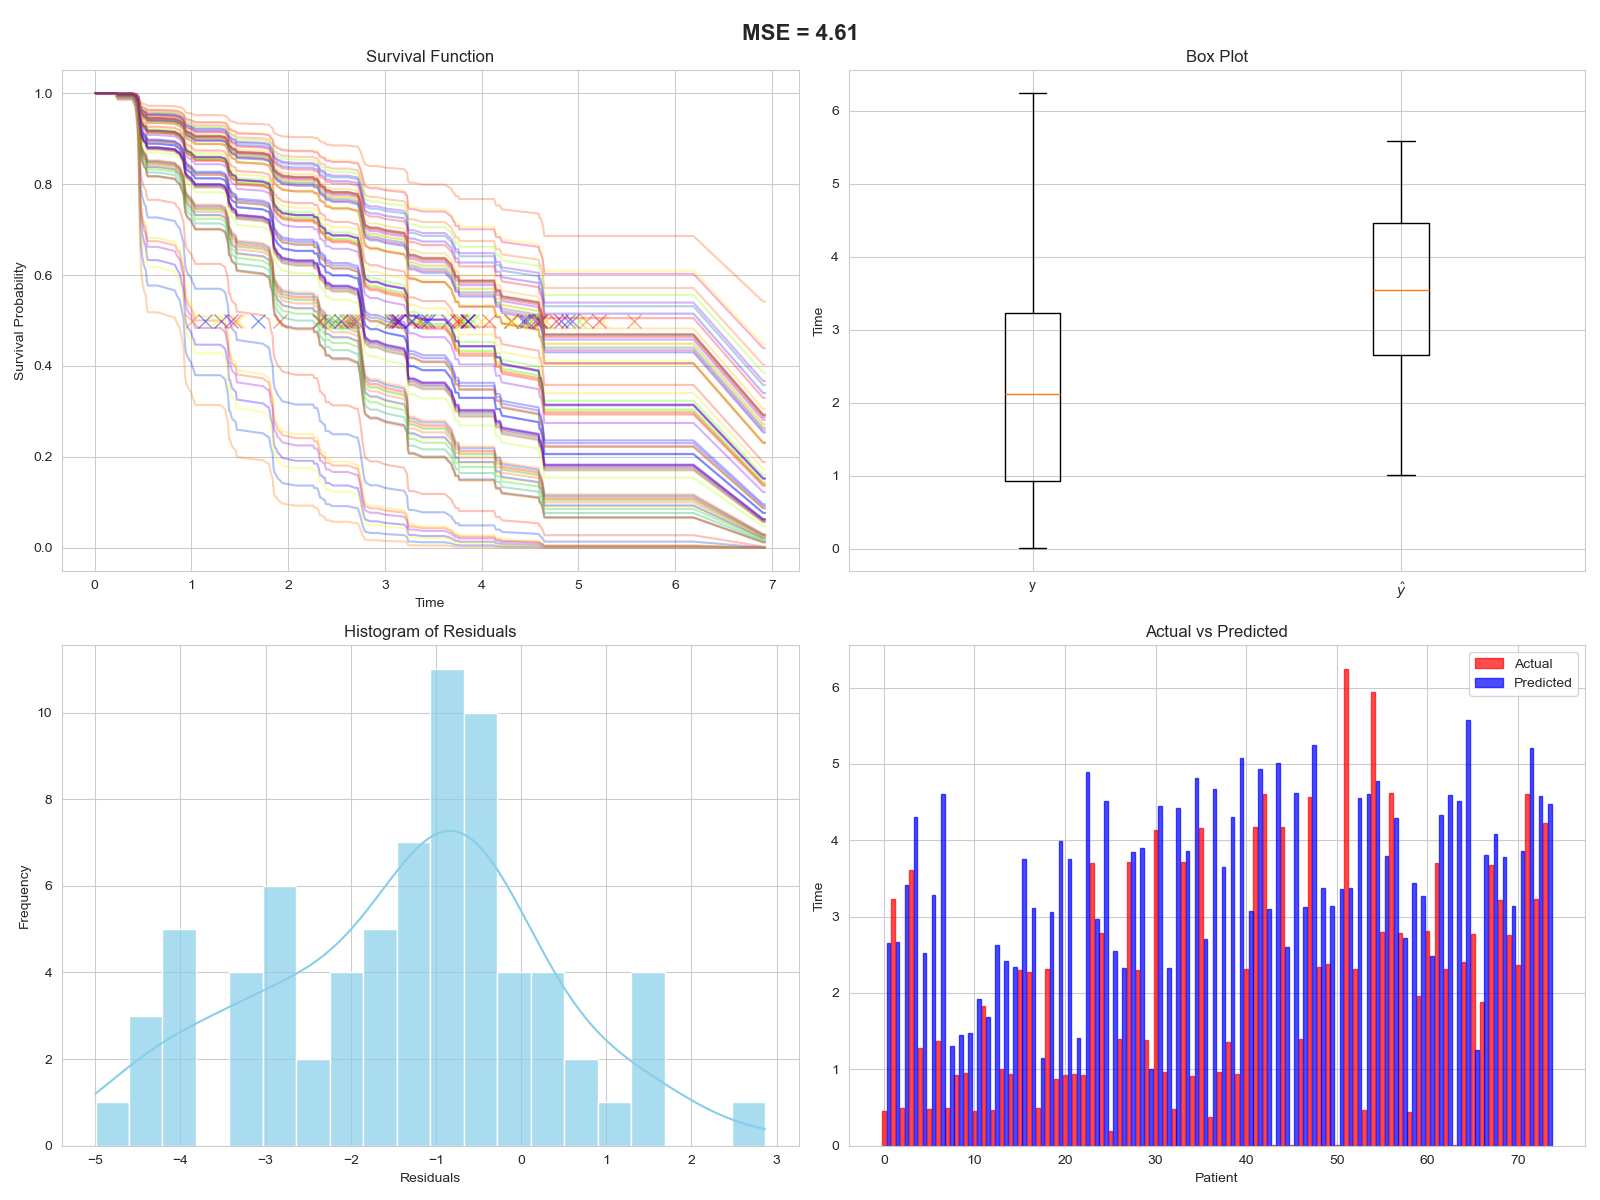 MSE = 4.61
Survival Function
Survival Probability
1.0
0.8
0.6
0.4
0.2
0.0
0 1 2 3 4 5 6 7
Time
Box Plot
Time
6
5
4
3
2
1
0
y ŷ
Histogram of Residuals
Frequency
10
8
6
4
2
0
−5 −4 −3 −2 −1 0 1 2 3
Residuals
Actual vs Predicted
Actual
Predicted
Time
6
5
4
3
2
1
0
0 10 20 30 40 50 60 70
Patient